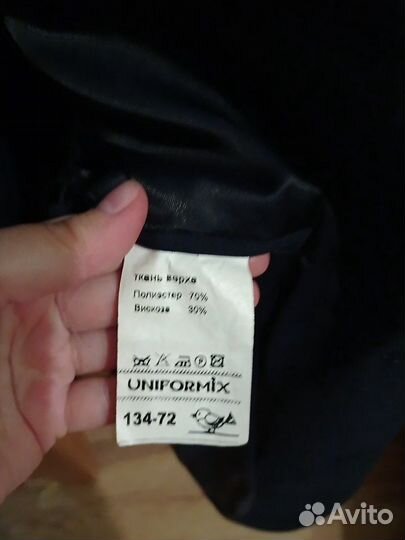 ткань верха
Полиэстер 70%
Вискоза 30%
UNIFORMIX
134-72
Avito